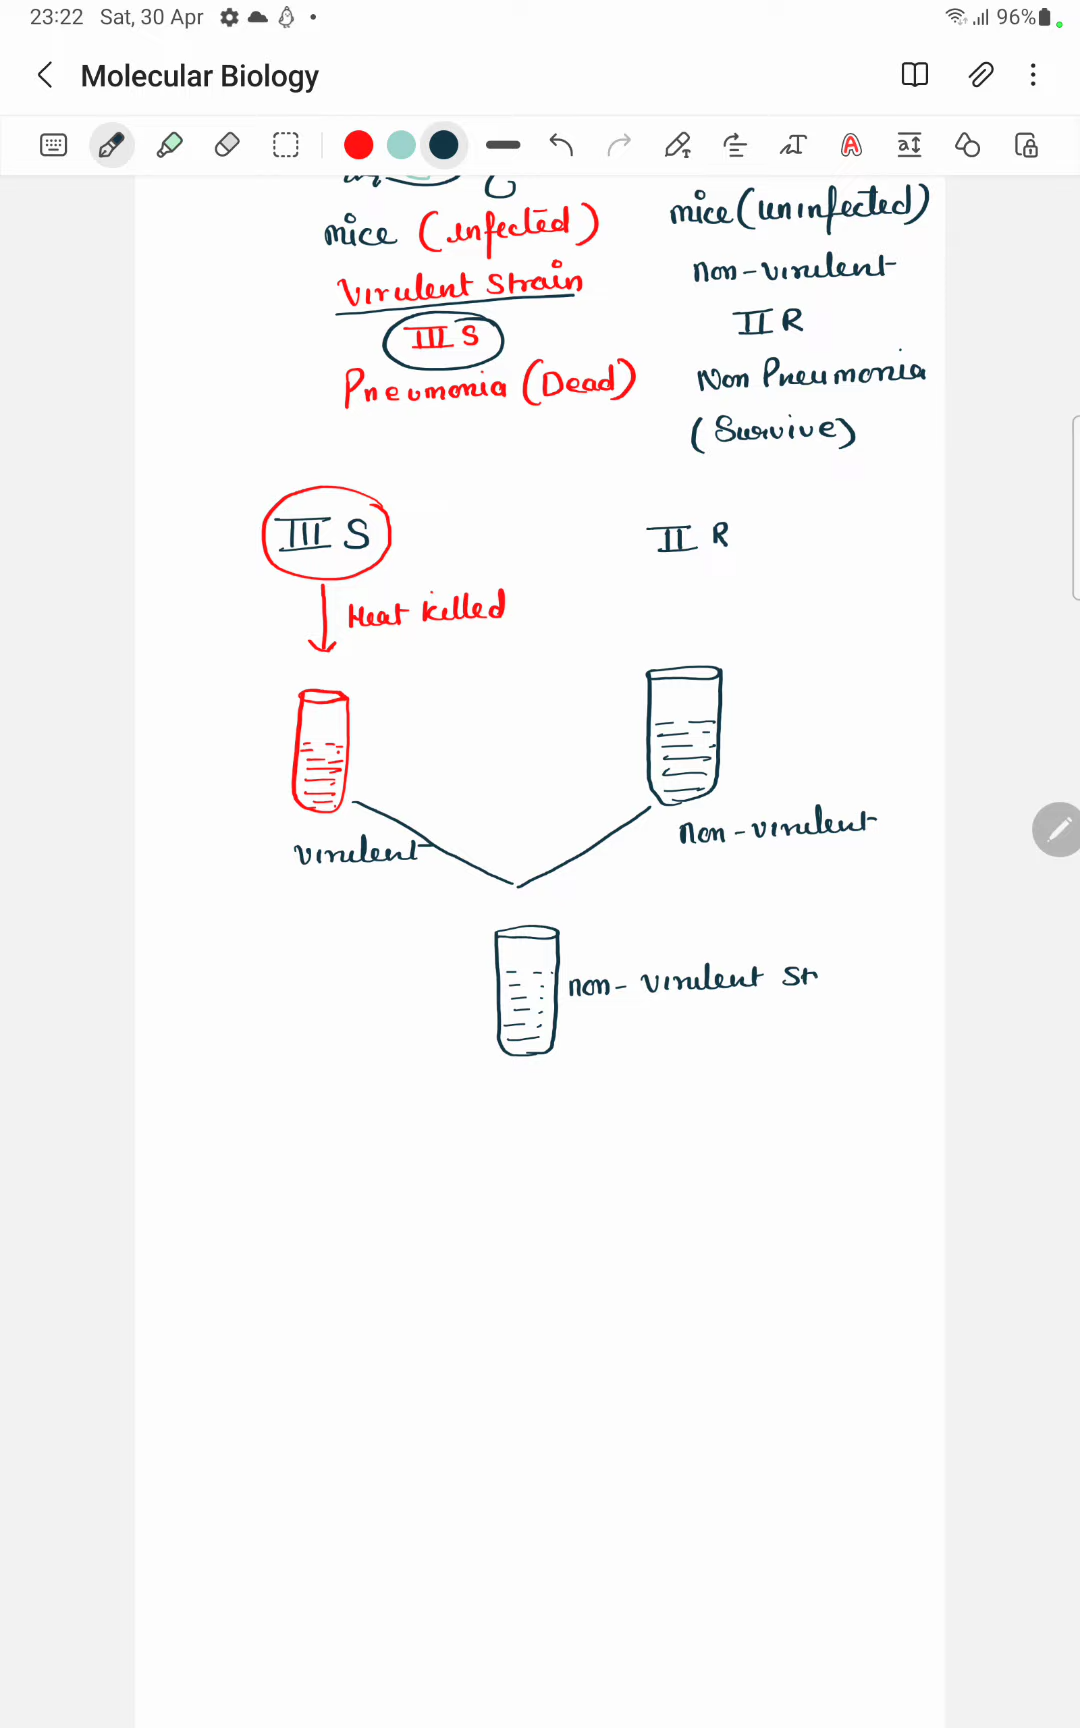 23:22 Sat, 30 Apr 96%
Molecular Biology
mice (infected)
Virulent Strain
III S
Pneumonia (Dead)
mice (uninfected)
non-virulent
II R
Non Pneumonia
(Survive)
III S
II R
Heat killed
virulent
non-virulent
non-virulent St